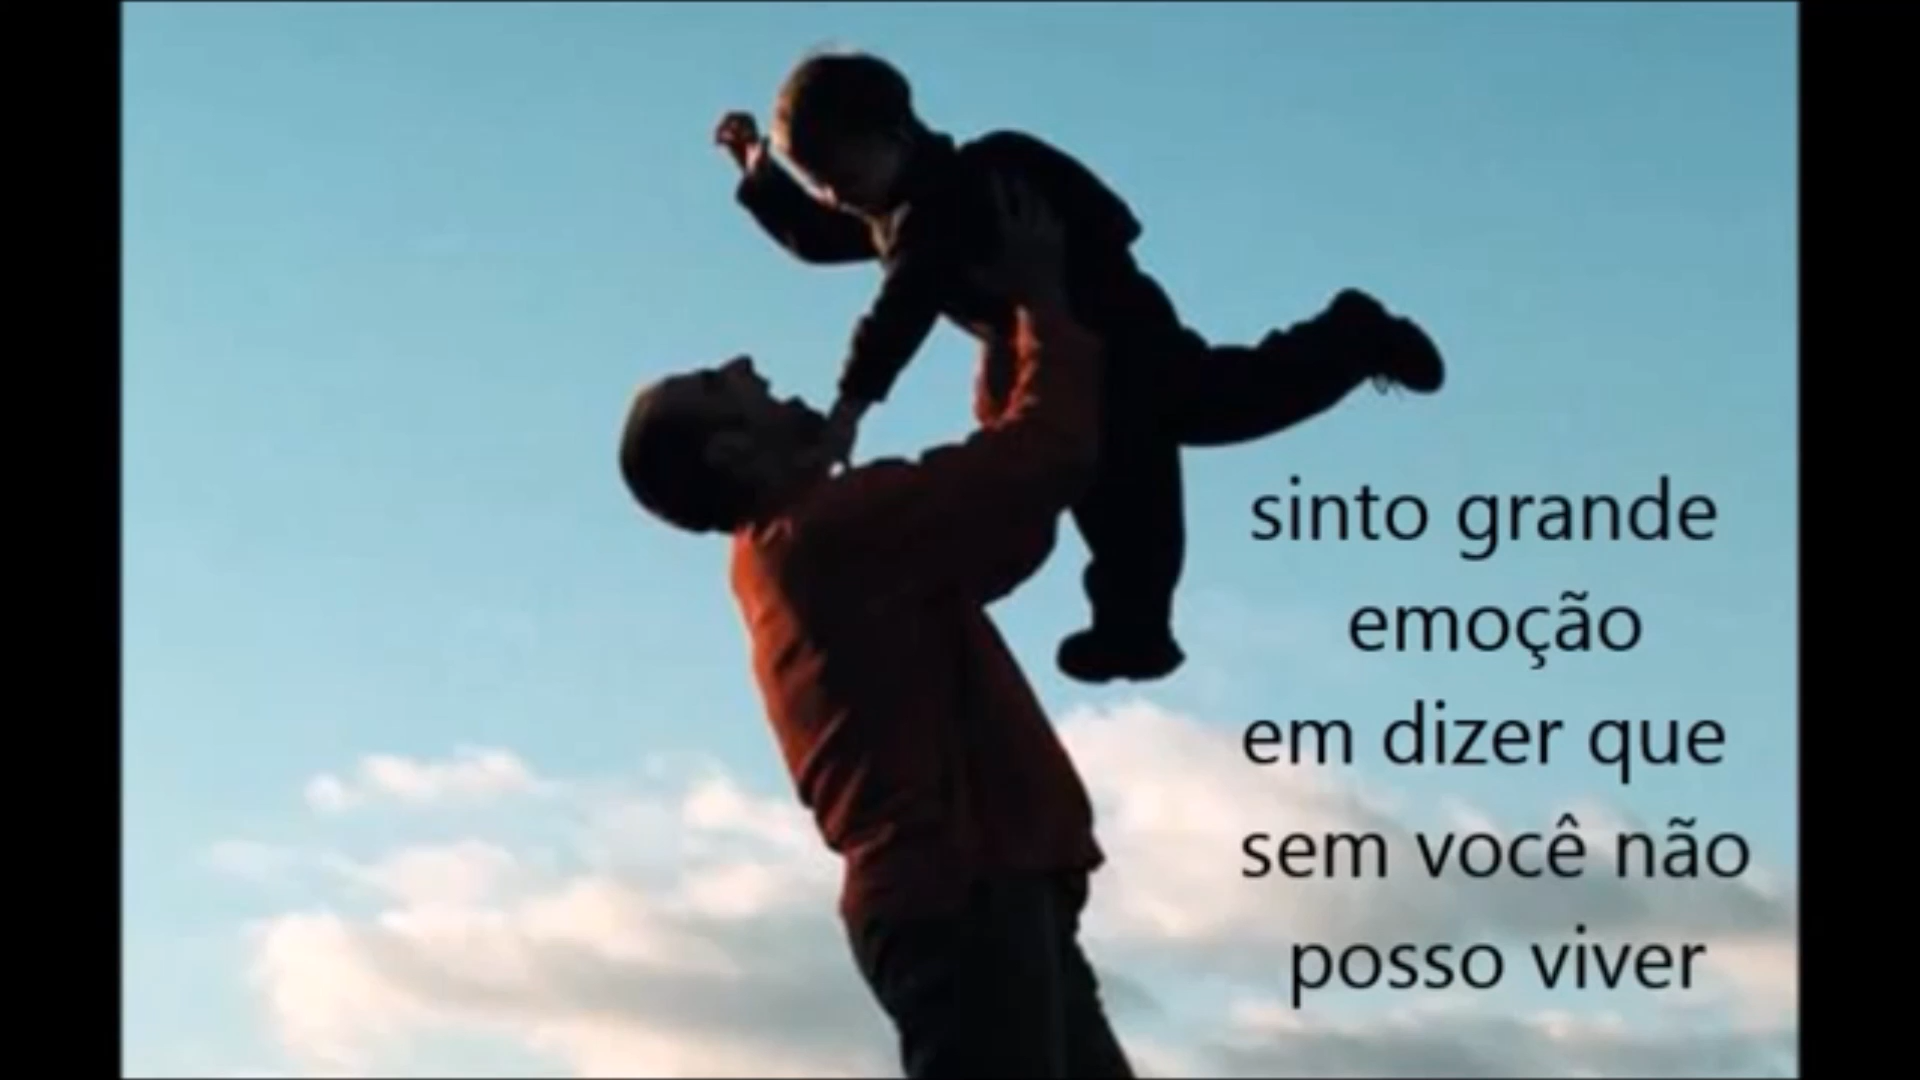 sinto grande
emoção
em dizer que
sem você não
posso viver